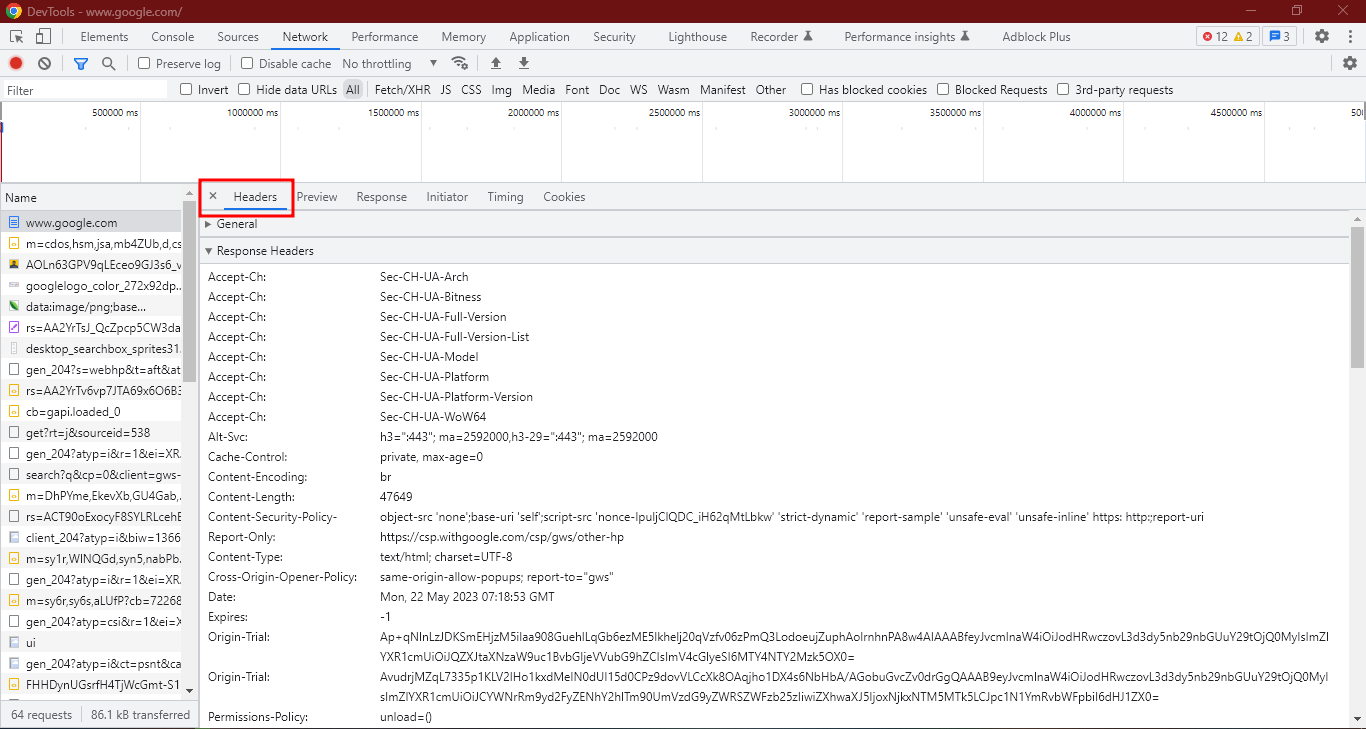 DevTools - www.google.com/
Elements Console Sources Network Performance Memory Application Security Lighthouse Recorder Performance insights Adblock Plus 12 2 3
Preserve log Disable cache No throttling
Filter Invert Hide data URLs All Fetch/XHR JS CSS Img Media Font Doc WS Wasm Manifest Other Has blocked cookies Blocked Requests 3rd-party requests
500000 ms 1000000 ms 1500000 ms 2000000 ms 2500000 ms 3000000 ms 3500000 ms 4000000 ms 4500000 ms 50
Name
www.google.com
m=cdos,hsm,jsa,mb4ZUb,d,cs
AOLn63GPV9qLEceo9GJ3s6_v
googlelogo_color_272x92dp...
data:image/png;base...
rs=AA2YrTsJ_QcZpcp5CW3da
desktop_searchbox_sprites31
gen_204?s=webhp&t=aft&at
rs=AA2YrTv6vp7JTA69x6O6B3
cb=gapi.loaded_0
get?rt=j&sourceid=538
gen_204?atyp=i&r=1&ei=XR
search?q&cp=0&client=gws-
m=DhPYme,EkevXb,GU4Gab,
rs=ACT90oExocyF8SYLRLcehE
client_204?atyp=i&biw=1366
m=sy1r,WINQGd,syn5,nabPb
gen_204?atyp=i&r=1&ei=XR
m=sy6r,sy6s,aLUfP?cb=72268
gen_204?atyp=csi&r=1&ei=X
ui
gen_204?atyp=i&ct=psnt&ca
FHHDynUGsrfH4TjWcGmt-S1
64 requests 86.1 kB transferred
× Headers Preview Response Initiator Timing Cookies
General
Response Headers
Accept-Ch: Sec-CH-UA-Arch
Accept-Ch: Sec-CH-UA-Bitness
Accept-Ch: Sec-CH-UA-Full-Version
Accept-Ch: Sec-CH-UA-Full-Version-List
Accept-Ch: Sec-CH-UA-Model
Accept-Ch: Sec-CH-UA-Platform
Accept-Ch: Sec-CH-UA-Platform-Version
Accept-Ch: Sec-CH-UA-WoW64
Alt-Svc: h3=":443"; ma=2592000,h3-29=":443"; ma=2592000
Cache-Control: private, max-age=0
Content-Encoding: br
Content-Length: 47649
Content-Security-Policy- object-src 'none';base-uri 'self';script-src 'nonce-IpuljClQDC_iH62qMtLbkw' 'strict-dynamic' 'report-sample' 'unsafe-eval' 'unsafe-inline' https: http:;report-uri
Report-Only: https://csp.withgoogle.com/csp/gws/other-hp
Content-Type: text/html; charset=UTF-8
Cross-Origin-Opener-Policy: same-origin-allow-popups; report-to="gws"
Date: Mon, 22 May 2023 07:18:53 GMT
Expires: -1
Origin-Trial:
Origin-Trial:
Permissions-Policy: unload=()